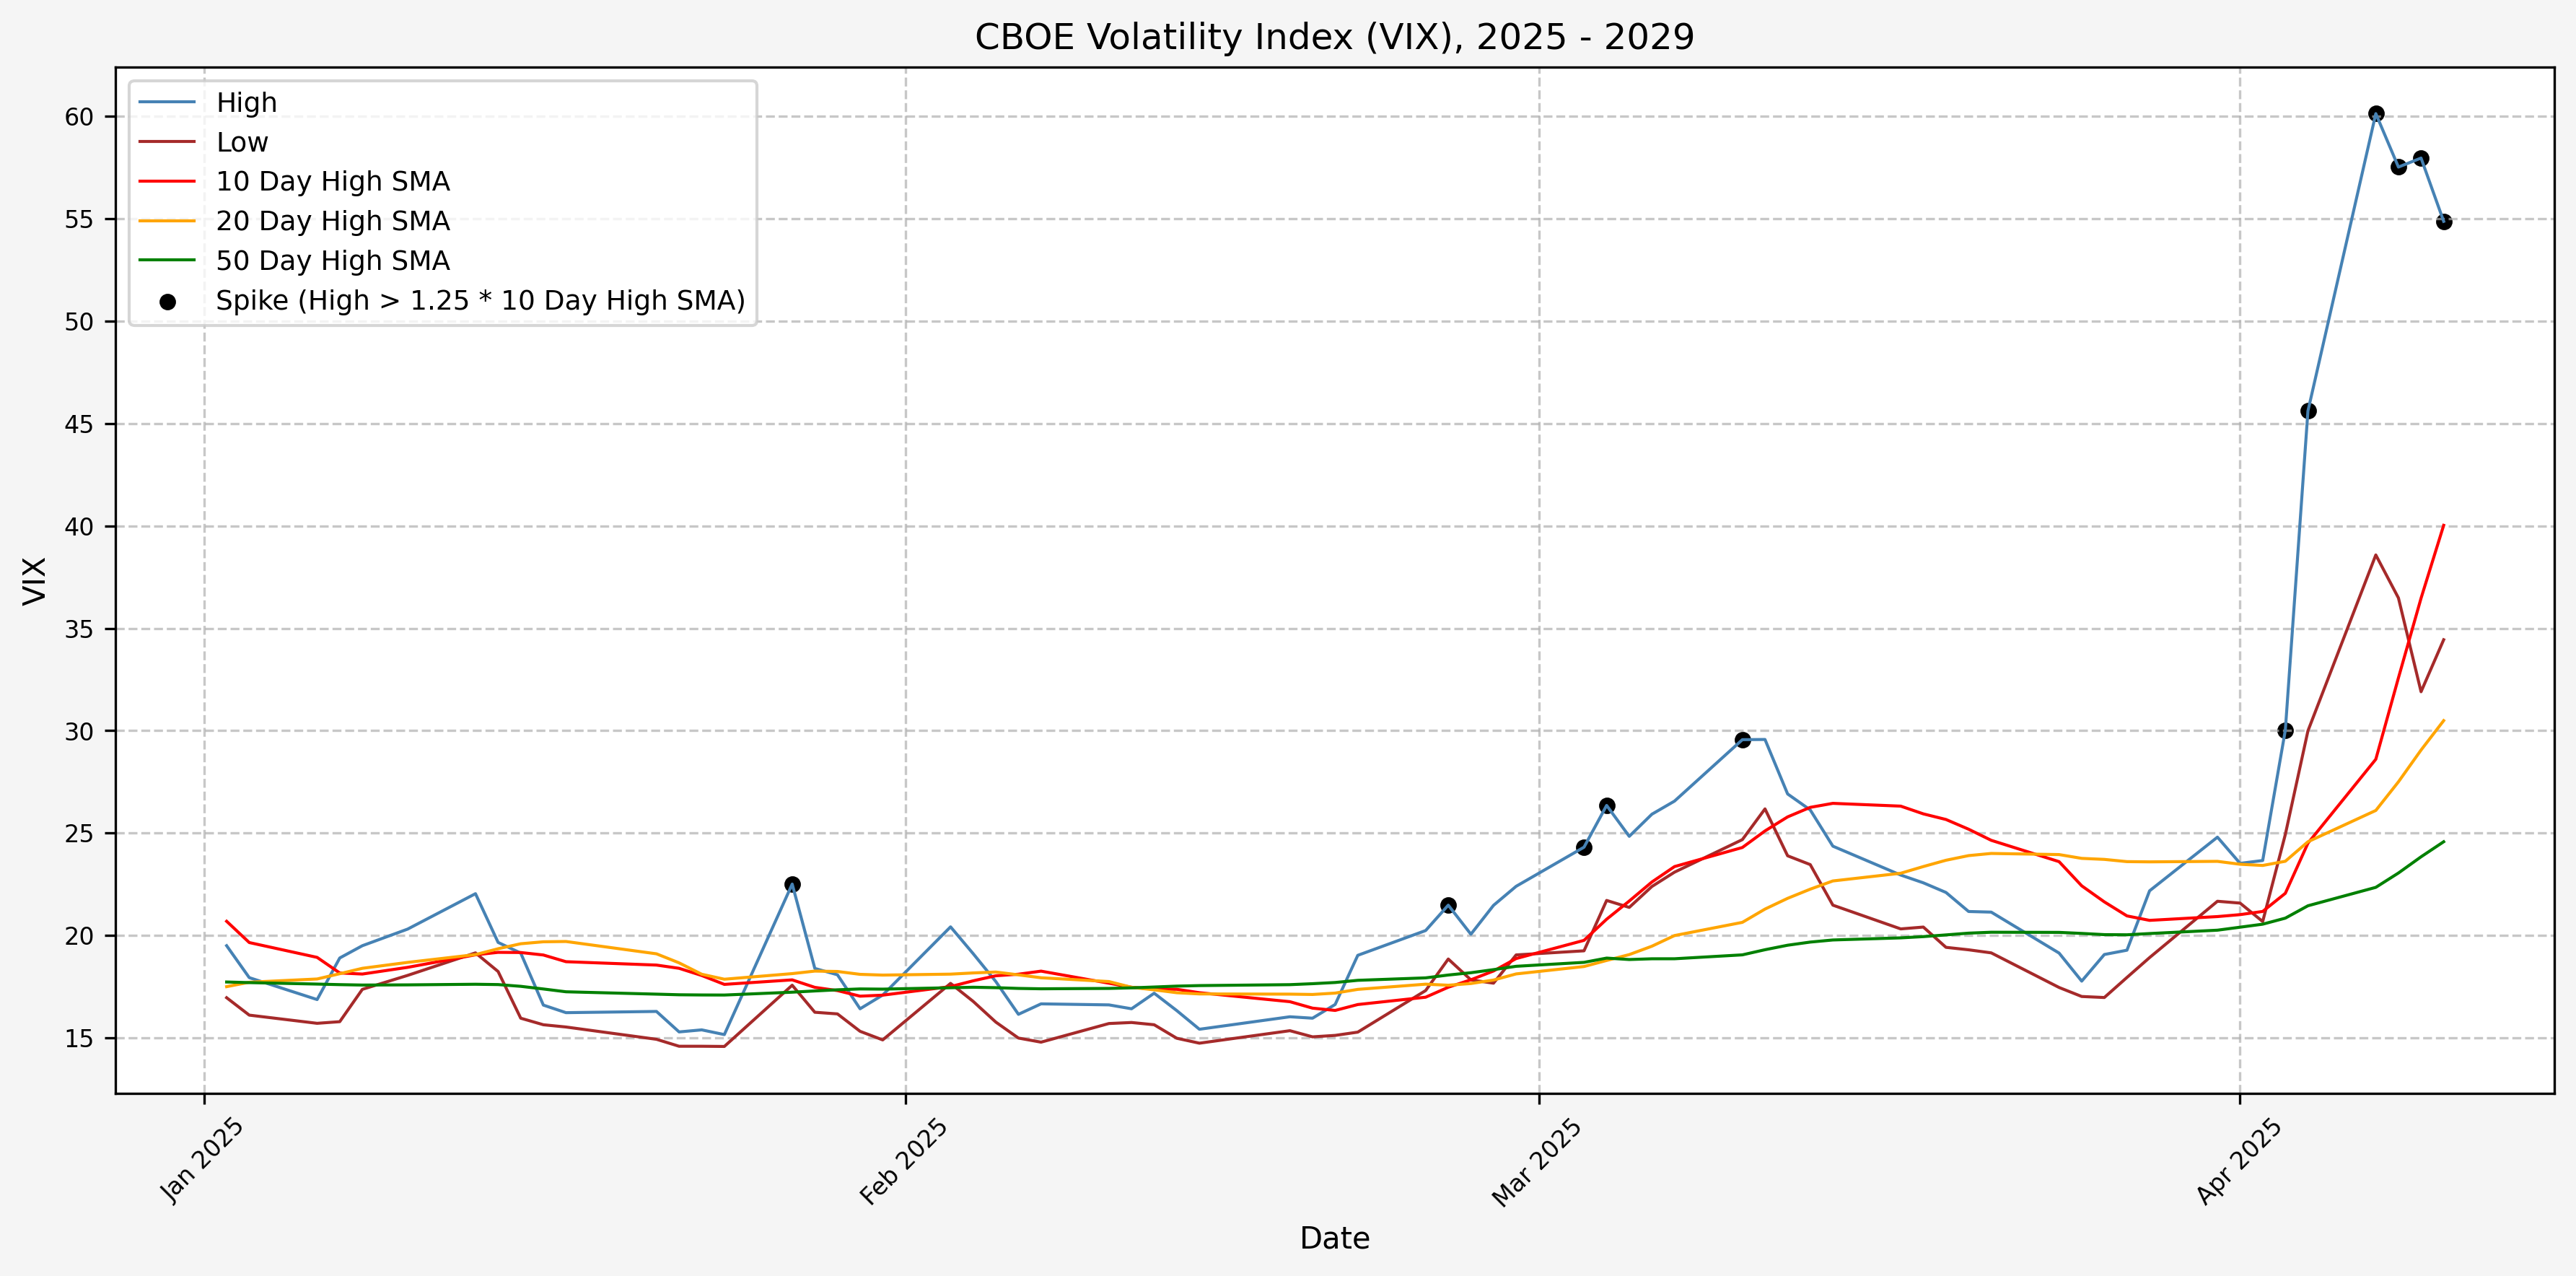 CBOE Volatility Index (VIX), 2025 - 2029
High
Low
10 Day High SMA
20 Day High SMA
50 Day High SMA
Spike (High > 1.25 * 10 Day High SMA)
VIX
60
55
50
45
40
35
30
25
20
15
Jan 2025
Feb 2025
Mar 2025
Apr 2025
Date